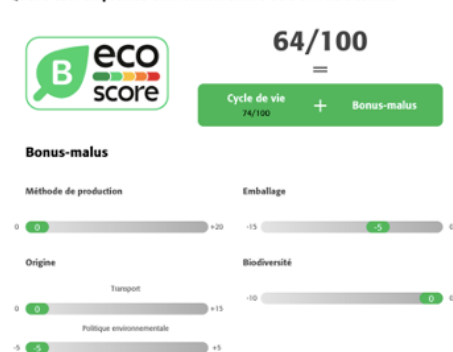 64/100
=
B
eco
score
Cycle de vie
74/100
+
Bonus-malus
Bonus-malus
Méthode de production
0 0 +20
Emballage
-15 -5 0
Origine
Transport
0 0 +15
Politique environnementale
-5 -5 +5
Biodiversité
-10 0 0